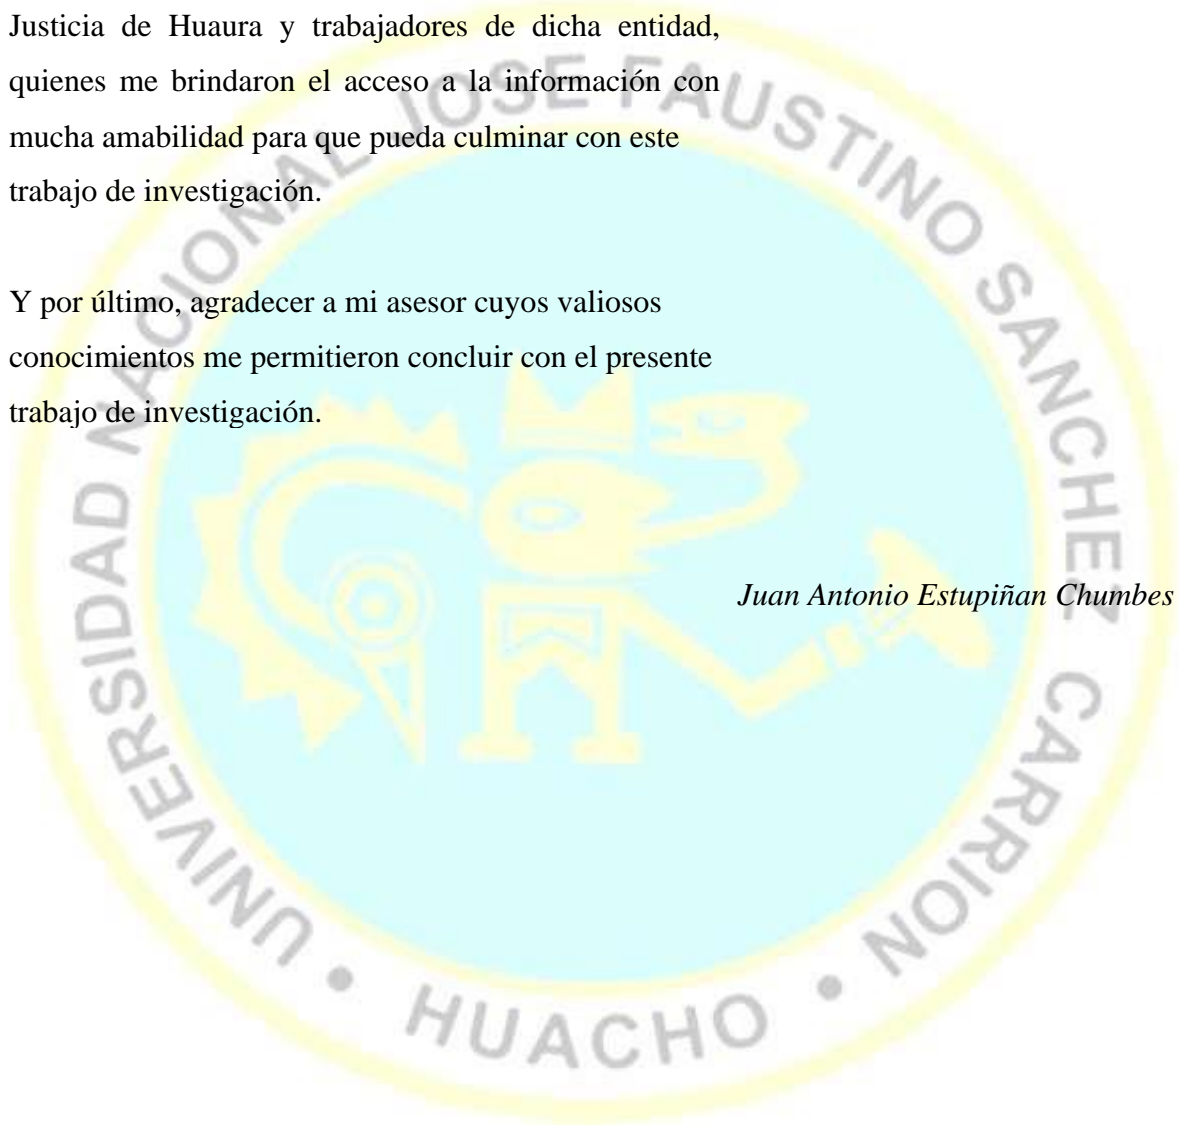 Justicia de Huaura y trabajadores de dicha entidad,
quienes me brindaron el acceso a la información con
mucha amabilidad para que pueda culminar con este
trabajo de investigación.
Y por último, agradecer a mi asesor cuyos valiosos
conocimientos me permitieron concluir con el presente
trabajo de investigación.
Juan Antonio Estupiñan Chumbes
UNIVERSIDAD NACIONAL JOSE FAUSTINO SANCHEZ CARRION • HUACHO •